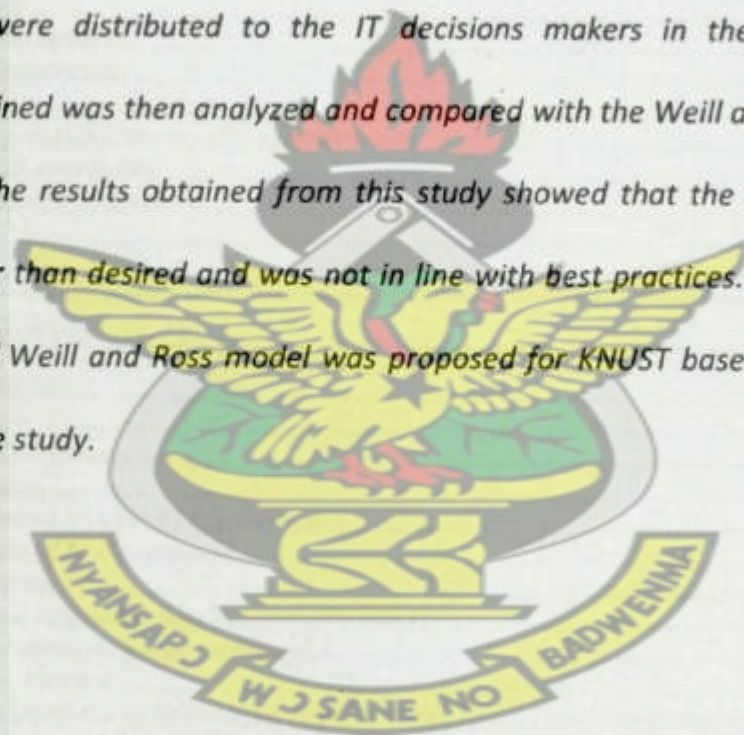 were distributed to the IT decisions makers in the
ined was then analyzed and compared with the Weill a
he results obtained from this study showed that the
r than desired and was not in line with best practices.
Weill and Ross model was proposed for KNUST base
e study.
NYANSAPƆ
WƆSANE NO
BADWENMA